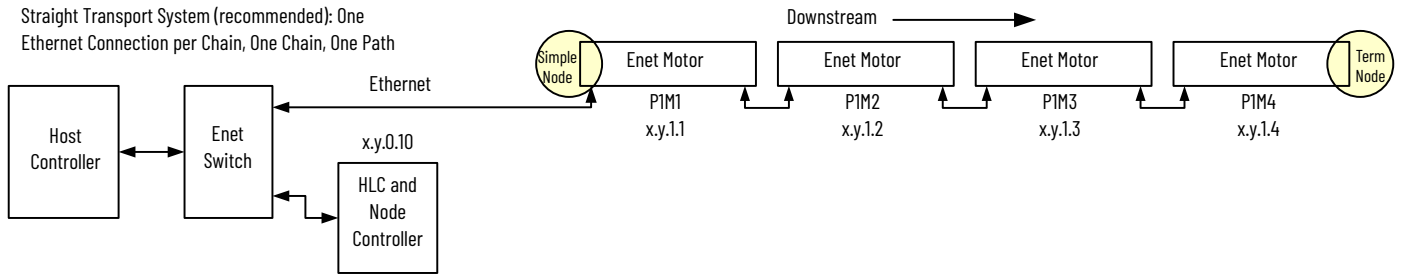 Straight Transport System (recommended): One
Ethernet Connection per Chain, One Chain, One Path
Downstream
Simple
Node
Enet Motor
Enet Motor
Enet Motor
Enet Motor
Term
Node
Ethernet
P1M1
x.y.1.1
P1M2
x.y.1.2
P1M3
x.y.1.3
P1M4
x.y.1.4
Host
Controller
Enet
Switch
x.y.0.10
HLC and
Node
Controller